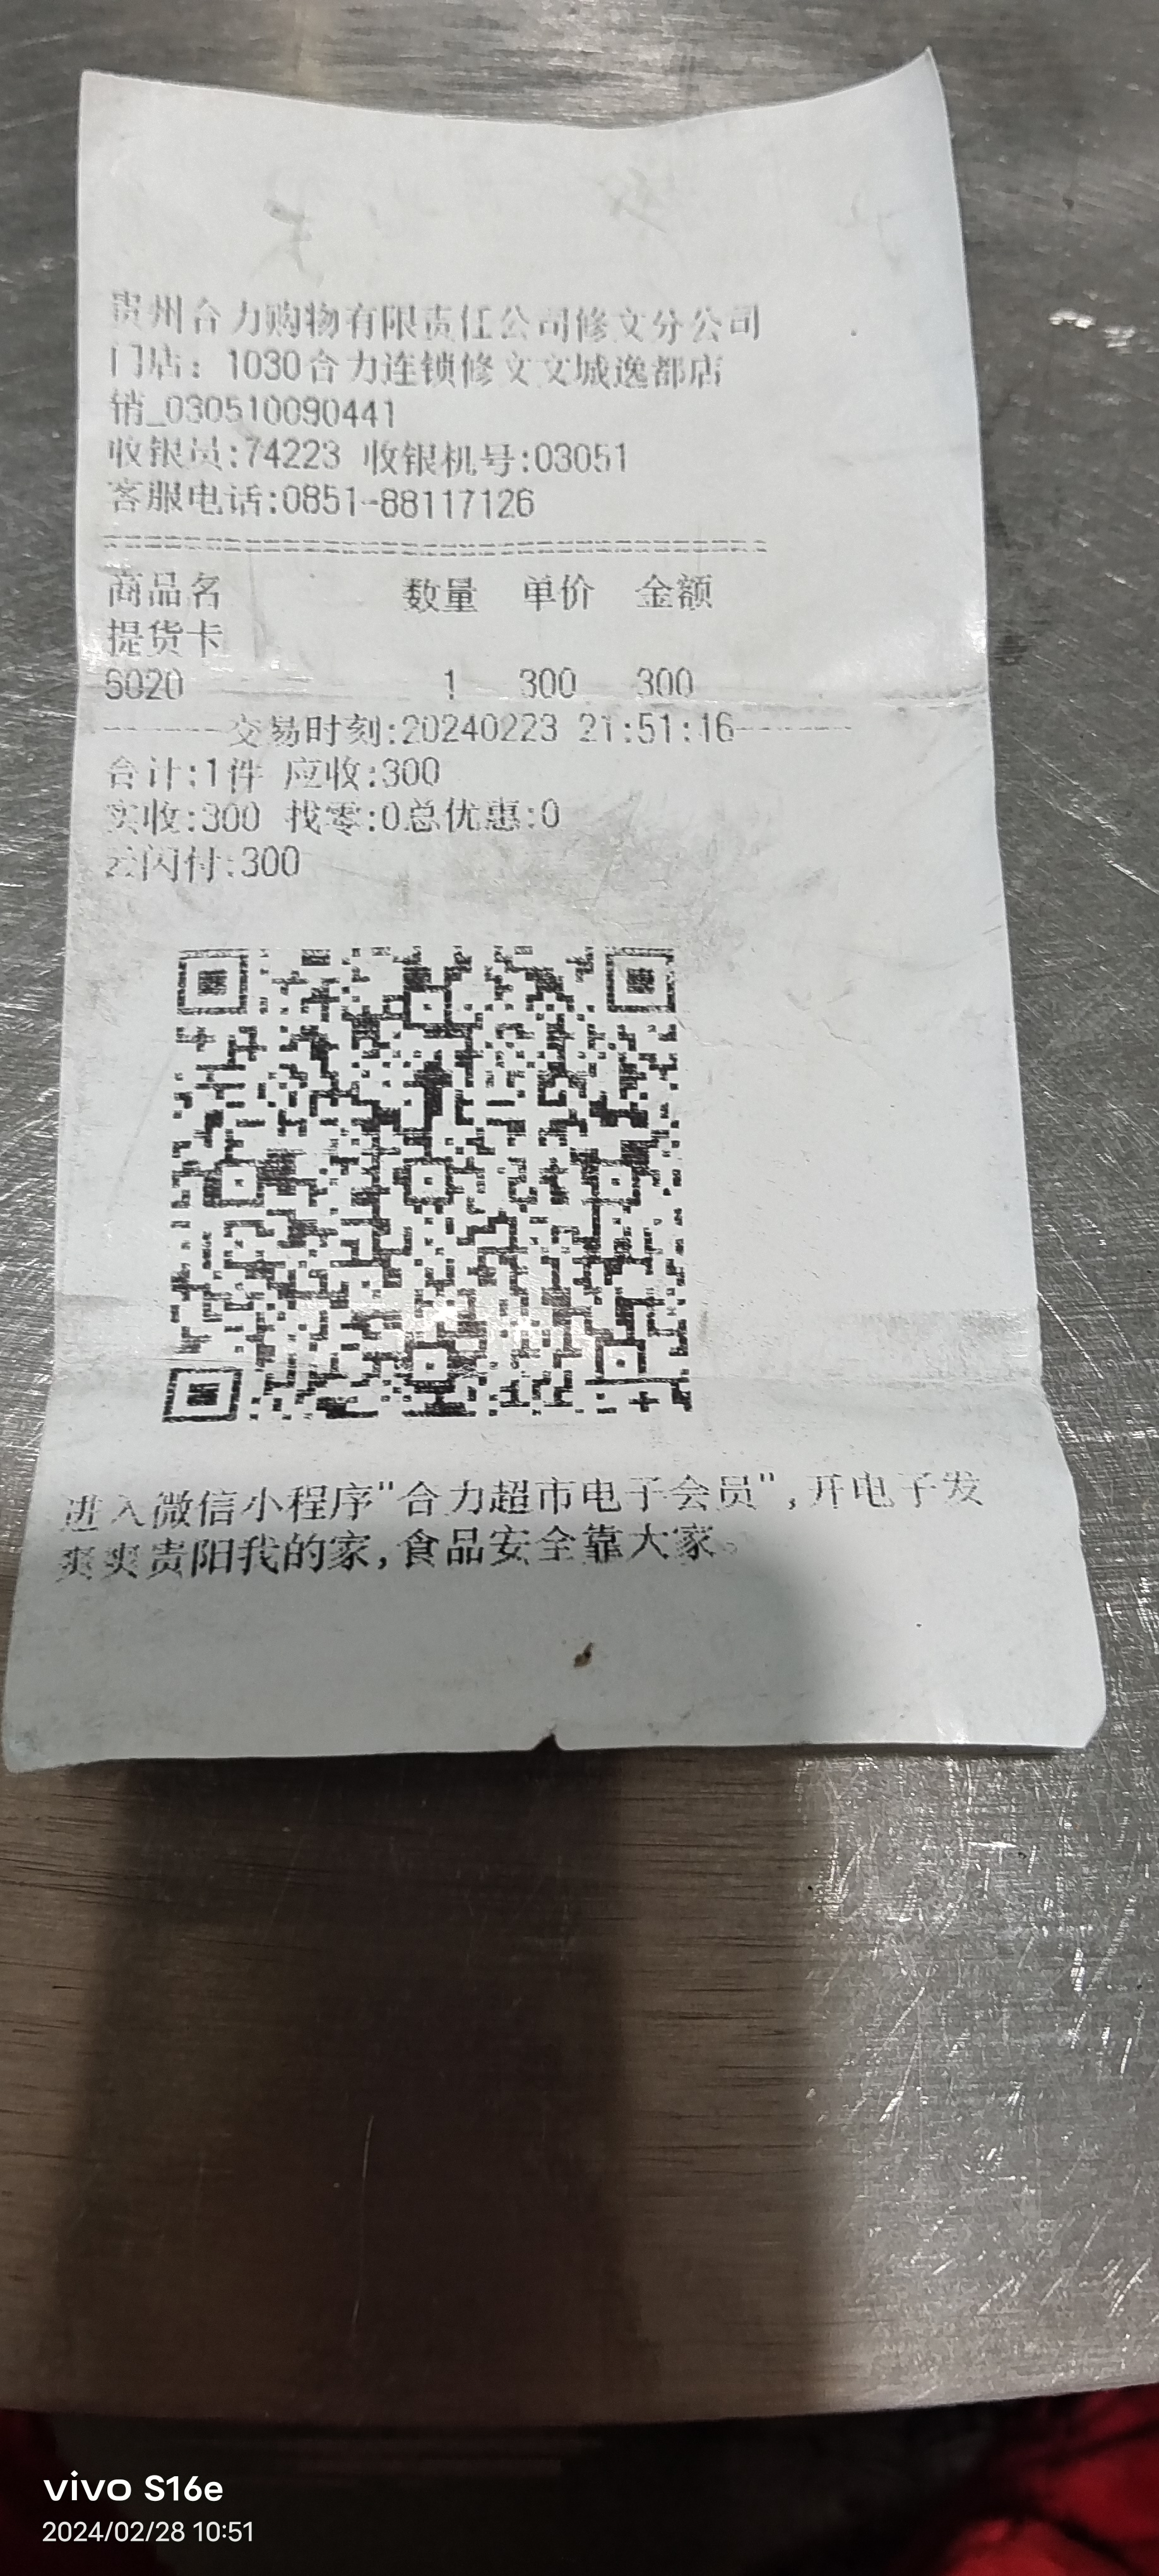 贵州合力购物有限责任公司修文分公司
门店：1030合力连锁修文文城逸都店
销_030510090441
收银员:74223 收银机号:03051
客服电话:0851-88117126
商品名 数量 单价 金额
提货卡
6020 1 300 300
------交易时刻:20240223 21:51:16------
合计:1件 应收:300
实收:300 找零:0总优惠:0
云闪付:300
进入微信小程序"合力超市电子会员",开电子发
爽爽贵阳我的家,食品安全靠大家。
vivo S16e
2024/02/28 10:51